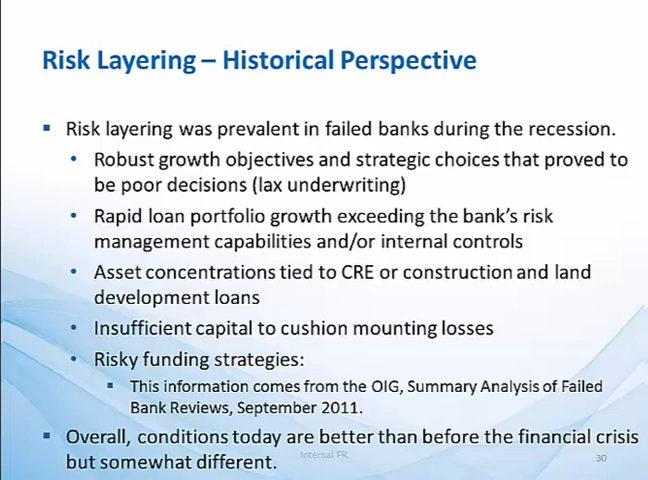 Risk Layering – Historical Perspective
▪ Risk layering was prevalent in failed banks during the recession.
• Robust growth objectives and strategic choices that proved to
be poor decisions (lax underwriting)
• Rapid loan portfolio growth exceeding the bank's risk
management capabilities and/or internal controls
• Asset concentrations tied to CRE or construction and land
development loans
• Insufficient capital to cushion mounting losses
• Risky funding strategies:
▪ This information comes from the OIG, Summary Analysis of Failed
Bank Reviews, September 2011.
▪ Overall, conditions today are better than before the financial crisis
but somewhat different.
Internal FR
30